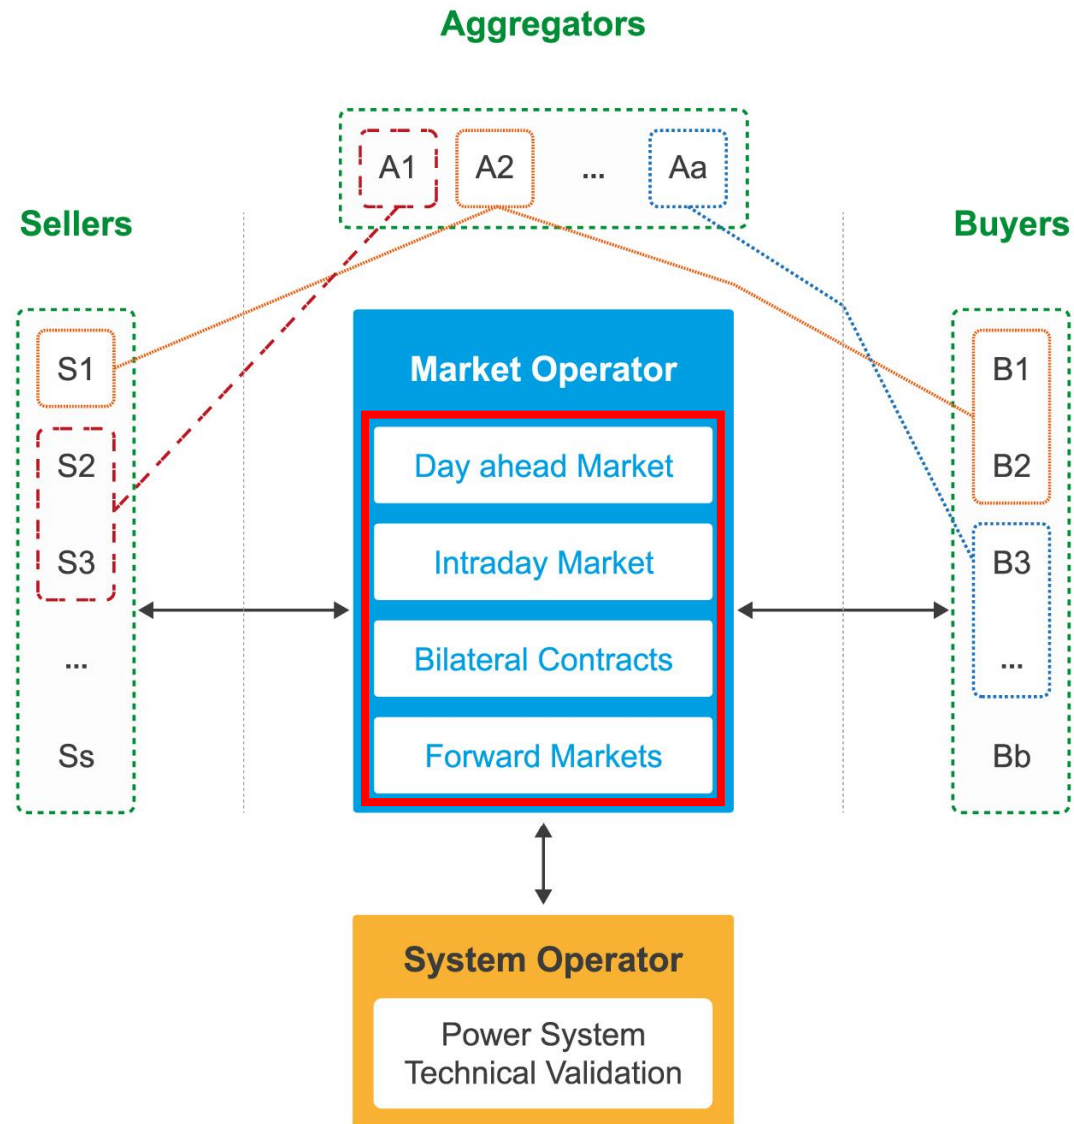 Aggregators
A1 A2 ... Aa
Sellers
Buyers
S1
S2
S3
...
Ss
Market Operator
Day ahead Market
Intraday Market
Bilateral Contracts
Forward Markets
B1
B2
B3
...
Bb
System Operator
Power System
Technical Validation